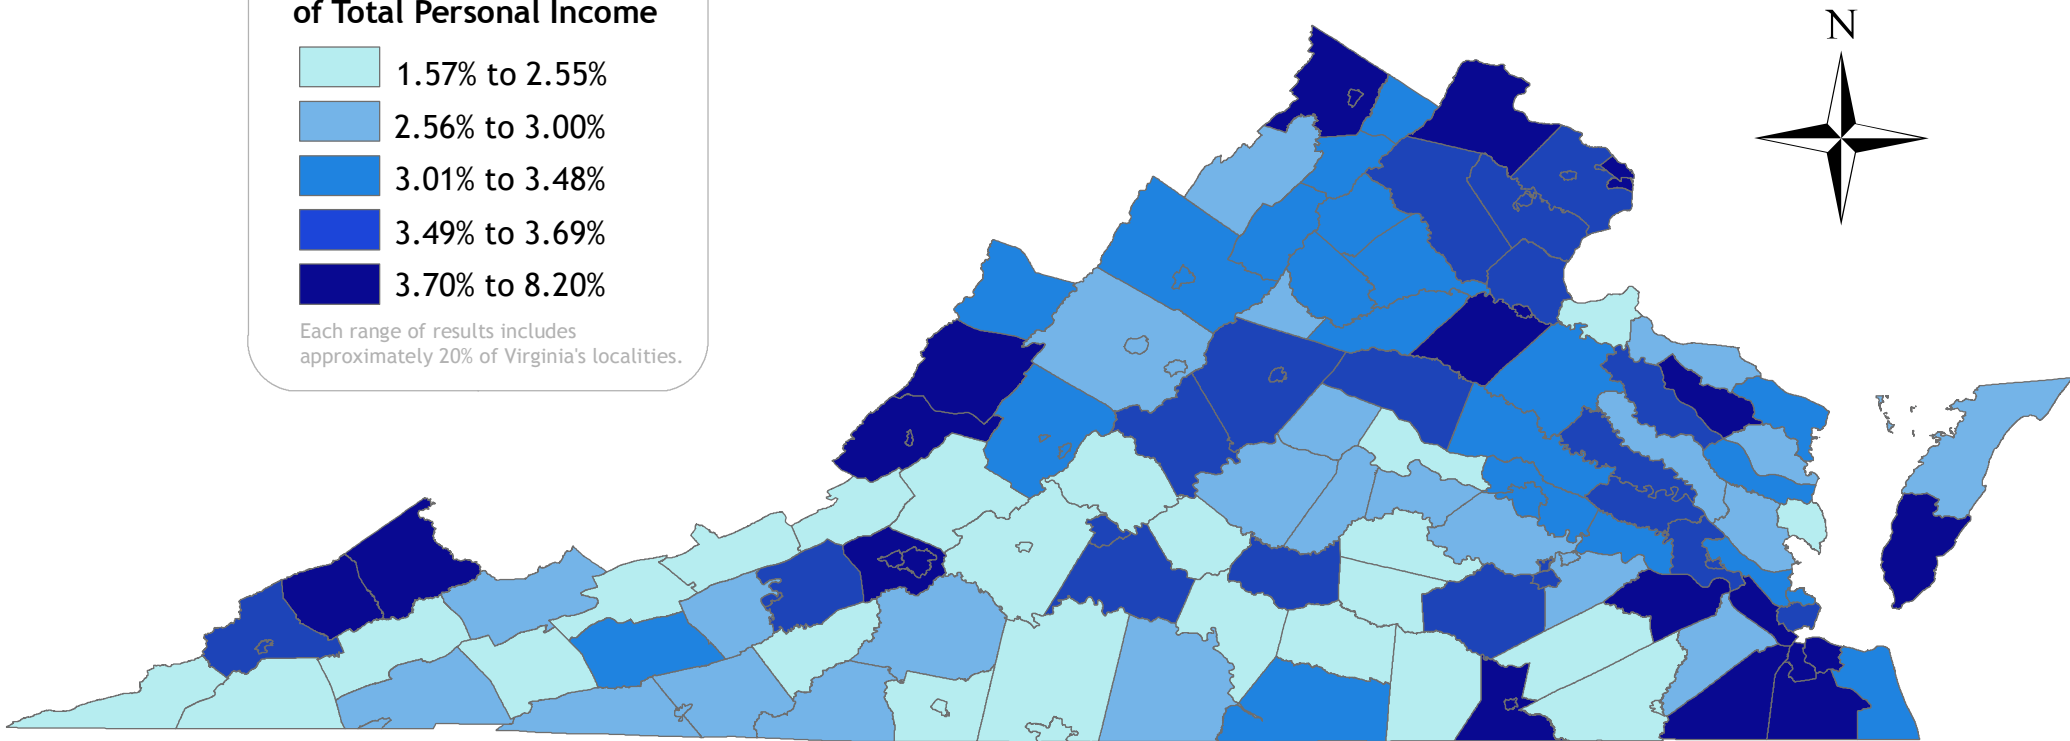 of Total Personal Income
1.57% to 2.55%
2.56% to 3.00%
3.01% to 3.48%
3.49% to 3.69%
3.70% to 8.20%
Each range of results includes
approximately 20% of Virginia's localities.
N